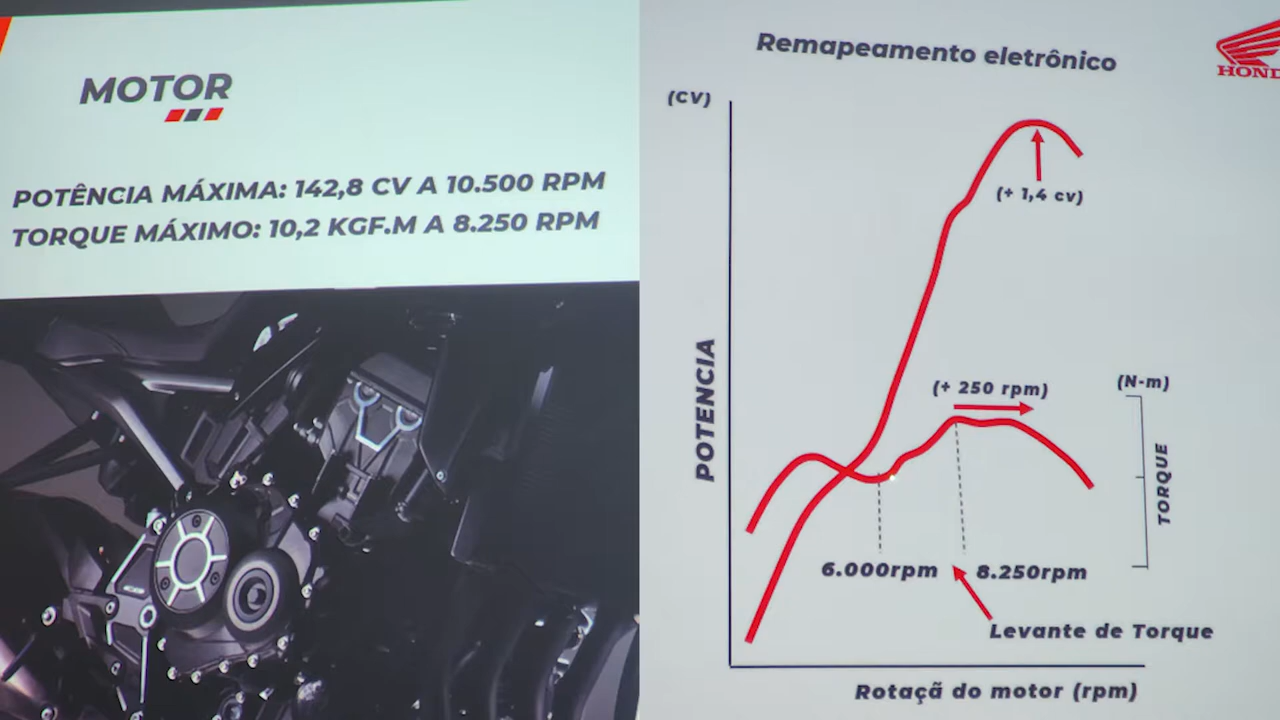 MOTOR
POTÊNCIA MÁXIMA: 142,8 CV A 10.500 RPM
TORQUE MÁXIMO: 10,2 KGF.M A 8.250 RPM
Remapeamento eletrônico
HOND
(CV)
(+ 1,4 cv)
(+ 250 rpm)
(N-m)
POTENCIA
TORQUE
6.000rpm
8.250rpm
Levante de Torque
Rotaçã do motor (rpm)